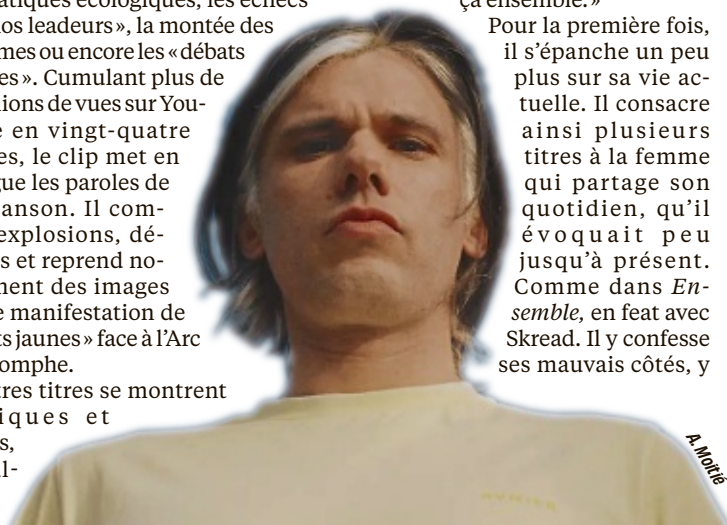 atiques écologiques, les échecs
los leaders », la montée des
mes ou encore les « débats
es ». Cumulant plus de
lions de vues sur You-
e en vingt-quatre
es, le clip met en
gue les paroles de
anson. Il com-
explosions, dé-
s et reprend no-
ment des images
e manifestation de
ts jaunes » face à l’Arc
omphe.
tres titres se montrent
iques et
s,
l-
ça ensemble. »
Pour la première fois,
il s’épanche un peu
plus sur sa vie ac-
tuelle. Il consacre
ainsi plusieurs
titres à la femme
qui partage son
quotidien, qu’il
évoquait peu
jusqu’à présent.
Comme dans En-
semble, en feat avec
Skread. Il y confesse
ses mauvais côtés, y
A. Moitié
AVNIER